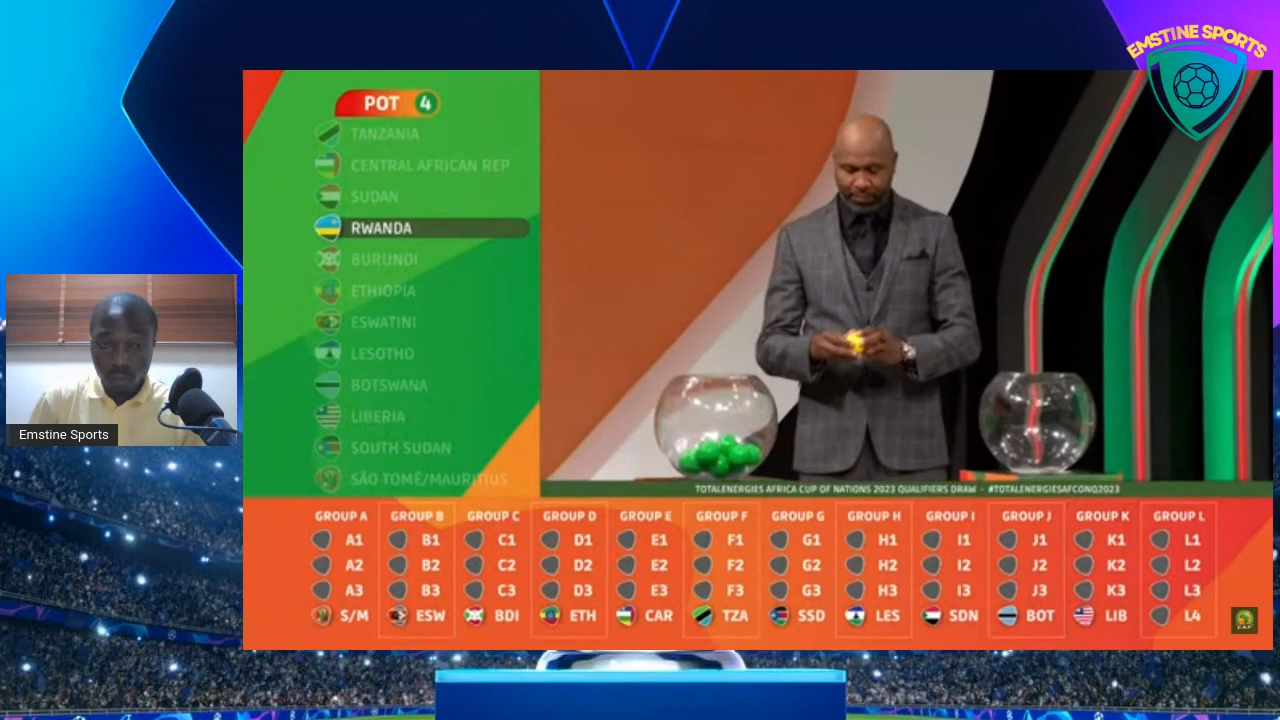 EMSTINE SPORTS
POT 4
TANZANIA
CENTRAL AFRICAN REP
SUDAN
RWANDA
BURUNDI
ETHIOPIA
ESWATINI
LESOTHO
BOTSWANA
LIBERIA
SOUTH SUDAN
SÃO TOMÉ/MAURITIUS
Emstine Sports
TOTALENERGIES AFRICA CUP OF NATIONS 2023 QUALIFIERS DRAW - #TOTALENERGIESAFCONQ2023
GROUP A GROUP B GROUP C GROUP D GROUP E GROUP F GROUP G GROUP H GROUP I GROUP J GROUP K GROUP L
A1 B1 C1 D1 E1 F1 G1 H1 I1 J1 K1 L1
A2 B2 C2 D2 E2 F2 G2 H2 I2 J2 K2 L2
A3 B3 C3 D3 E3 F3 G3 H3 I3 J3 K3 L3
S/M ESW BDI ETH CAR TZA SSD LES SDN BOT LIB L4
CAF